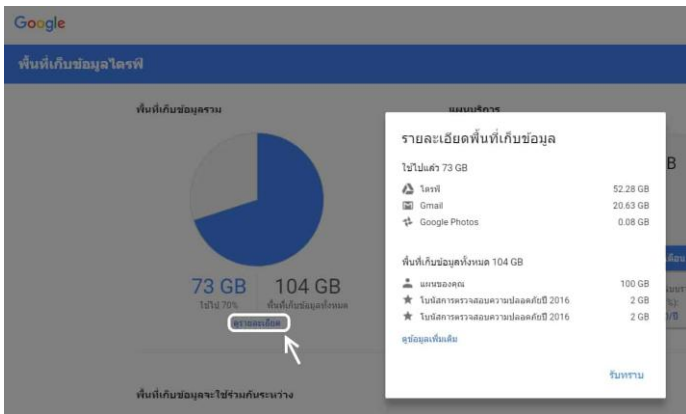 Google
พื้นที่เก็บข้อมูลไดรฟ์
พื้นที่เก็บข้อมูลรวม
แผนบริการ
73 GB
ใช้ไป 70%
104 GB
พื้นที่เก็บข้อมูลทั้งหมด
ดูรายละเอียด
พื้นที่เก็บข้อมูลจะใช้ร่วมกันระหว่าง
รายละเอียดพื้นที่เก็บข้อมูล
ใช้ไปแล้ว 73 GB
ไดรฟ์ 52.28 GB
Gmail 20.63 GB
Google Photos 0.08 GB
พื้นที่เก็บข้อมูลทั้งหมด 104 GB
แผนของคุณ 100 GB
โบนัสการตรวจสอบความปลอดภัยปี 2016 2 GB
โบนัสการตรวจสอบความปลอดภัยปี 2016 2 GB
ดูข้อมูลเพิ่มเติม
รับทราบ